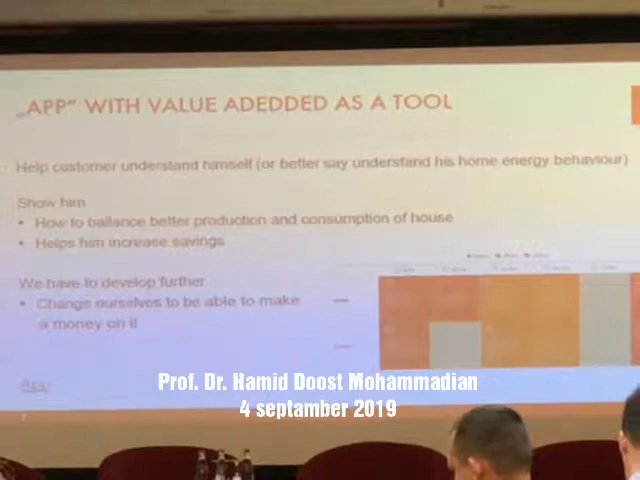 „APP" WITH VALUE ADEDDED AS A TOOL
Help customer understand himself (or better say understand his home energy behaviour)
Show him
• How to ballance better production and consumption of house
• Helps him increase savings
We have to develop further
• Change ourselves to be able to make
a money on it
Prof. Dr. Hamid Doost Mohammadian
4 septamber 2019